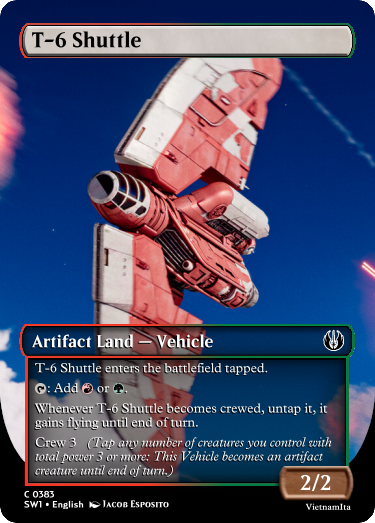 T-6 Shuttle
Artifact Land — Vehicle
T-6 Shuttle enters the battlefield tapped.
: Add or .
Whenever T-6 Shuttle becomes crewed, untap it, it
gains flying until end of turn.
Crew 3 (Tap any number of creatures you control with
total power 3 or more: This Vehicle becomes an artifact
creature until end of turn.)
2/2
C 0383
SW1 • English Jacob Esposito
VietnamIta